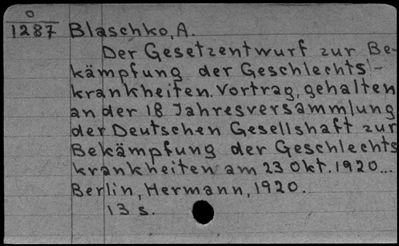 O
1287 Blaschko, A.
Der Gesetzentwurf zur Be-
kämpfung der Geschlechts-
krankheiten. Vortrag, gehalten
an der 18 Jahresversammlung
der Deutschen Gesellshaft zur
Bekämpfung der Geschlechts
krankheiten am 23 Okt. 1920...
Berlin, Hermann, 1920.
13 s.